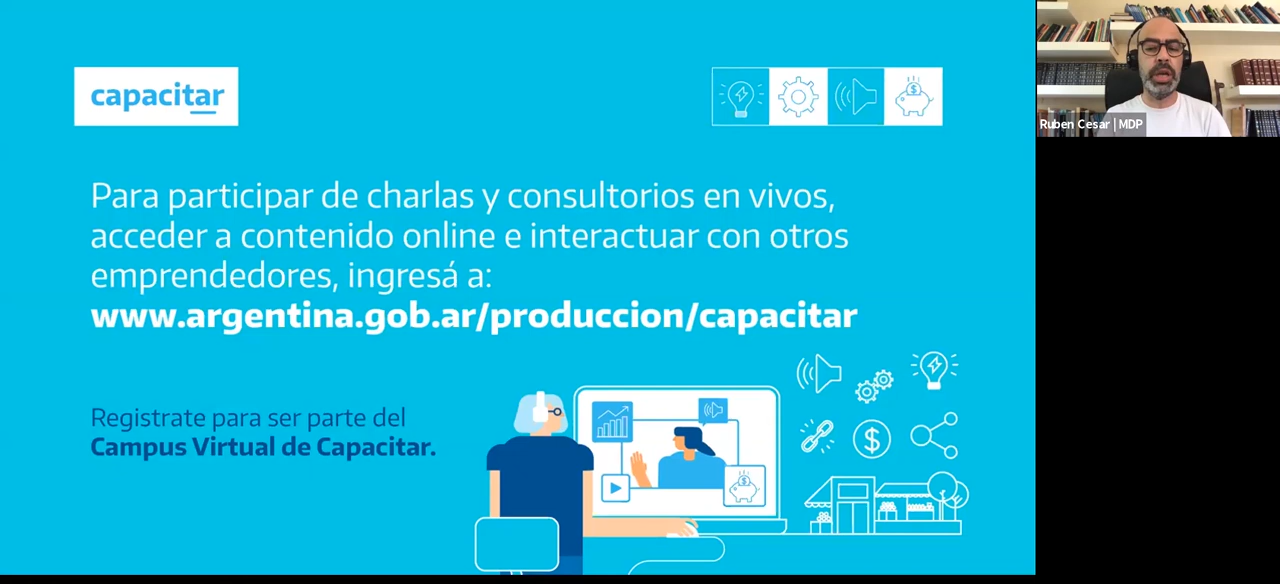 capacitar
Para participar de charlas y consultorios en vivos,
acceder a contenido online e interactuar con otros
emprendedores, ingresá a:
www.argentina.gob.ar/produccion/capacitar
Registrate para ser parte del
Campus Virtual de Capacitar.
Ruben Cesar | MDP